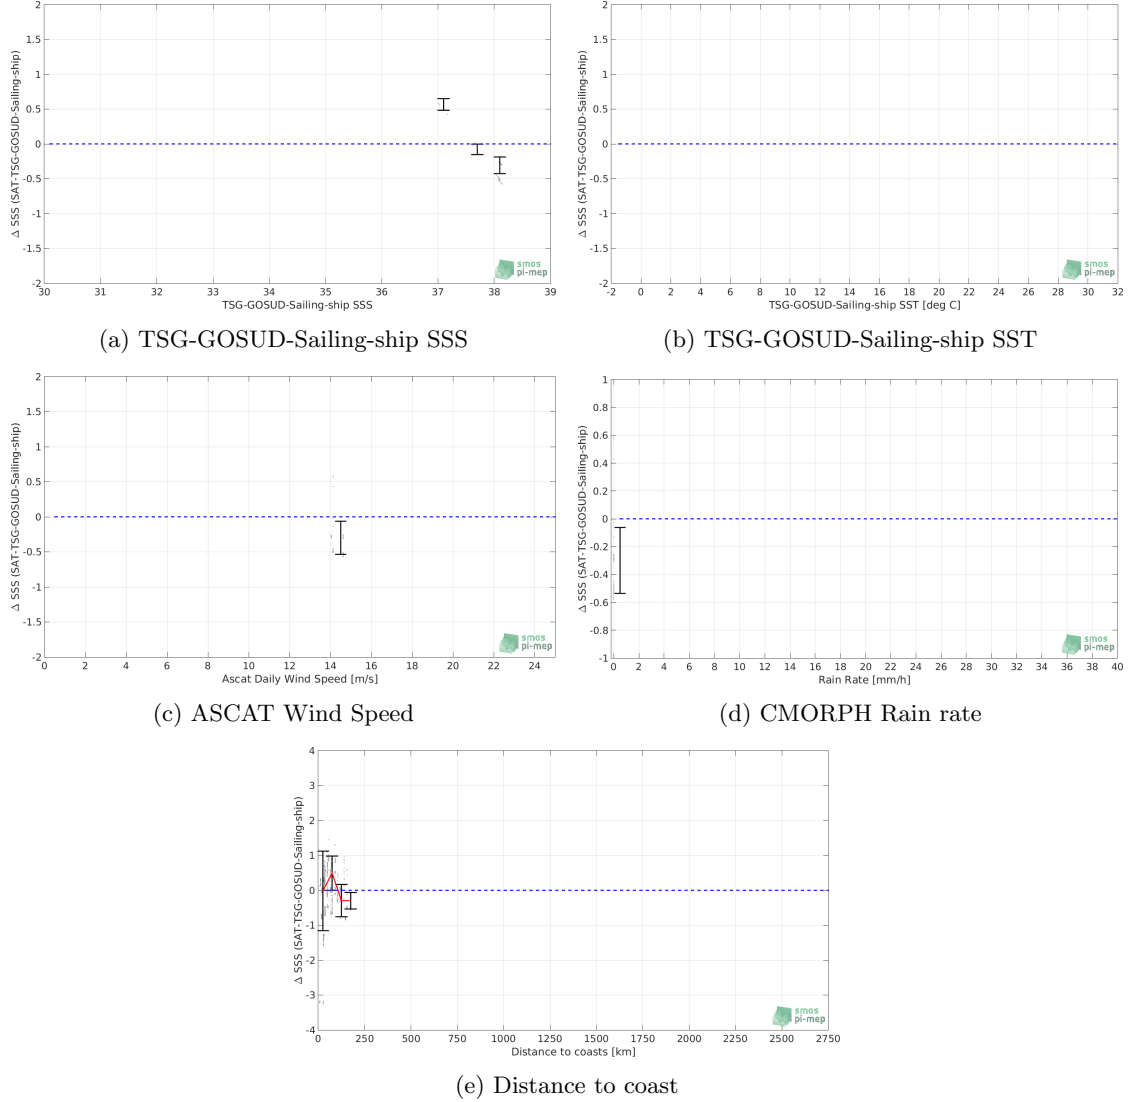 2
1.5
1
0.5
0
-0.5
-1
-1.5
-2
Δ SSS (SAT-TSG-GOSUD-Sailing-ship)
30 31 32 33 34 35 36 37 38 39
TSG-GOSUD-Sailing-ship SSS
smos
pi-mep
(a) TSG-GOSUD-Sailing-ship SSS
2
1.5
1
0.5
0
-0.5
-1
-1.5
-2
Δ SSS (SAT-TSG-GOSUD-Sailing-ship)
-2 0 2 4 6 8 10 12 14 16 18 20 22 24 26 28 30 32
TSG-GOSUD-Sailing-ship SST [deg C]
smos
pi-mep
(b) TSG-GOSUD-Sailing-ship SST
2
1.5
1
0.5
0
-0.5
-1
-1.5
-2
Δ SSS (SAT-TSG-GOSUD-Sailing-ship)
0 2 4 6 8 10 12 14 16 18 20 22 24
Ascat Daily Wind Speed [m/s]
smos
pi-mep
(c) ASCAT Wind Speed
1
0.8
0.6
0.4
0.2
0
-0.2
-0.4
-0.6
-0.8
-1
Δ SSS (SAT-TSG-GOSUD-Sailing-ship)
0 2 4 6 8 10 12 14 16 18 20 22 24 26 28 30 32 34 36 38 40
Rain Rate [mm/h]
smos
pi-mep
(d) CMORPH Rain rate
4
3
2
1
0
-1
-2
-3
-4
Δ SSS (SAT-TSG-GOSUD-Sailing-ship)
0 250 500 750 1000 1250 1500 1750 2000 2250 2500 2750
Distance to coasts [km]
smos
pi-mep
(e) Distance to coast